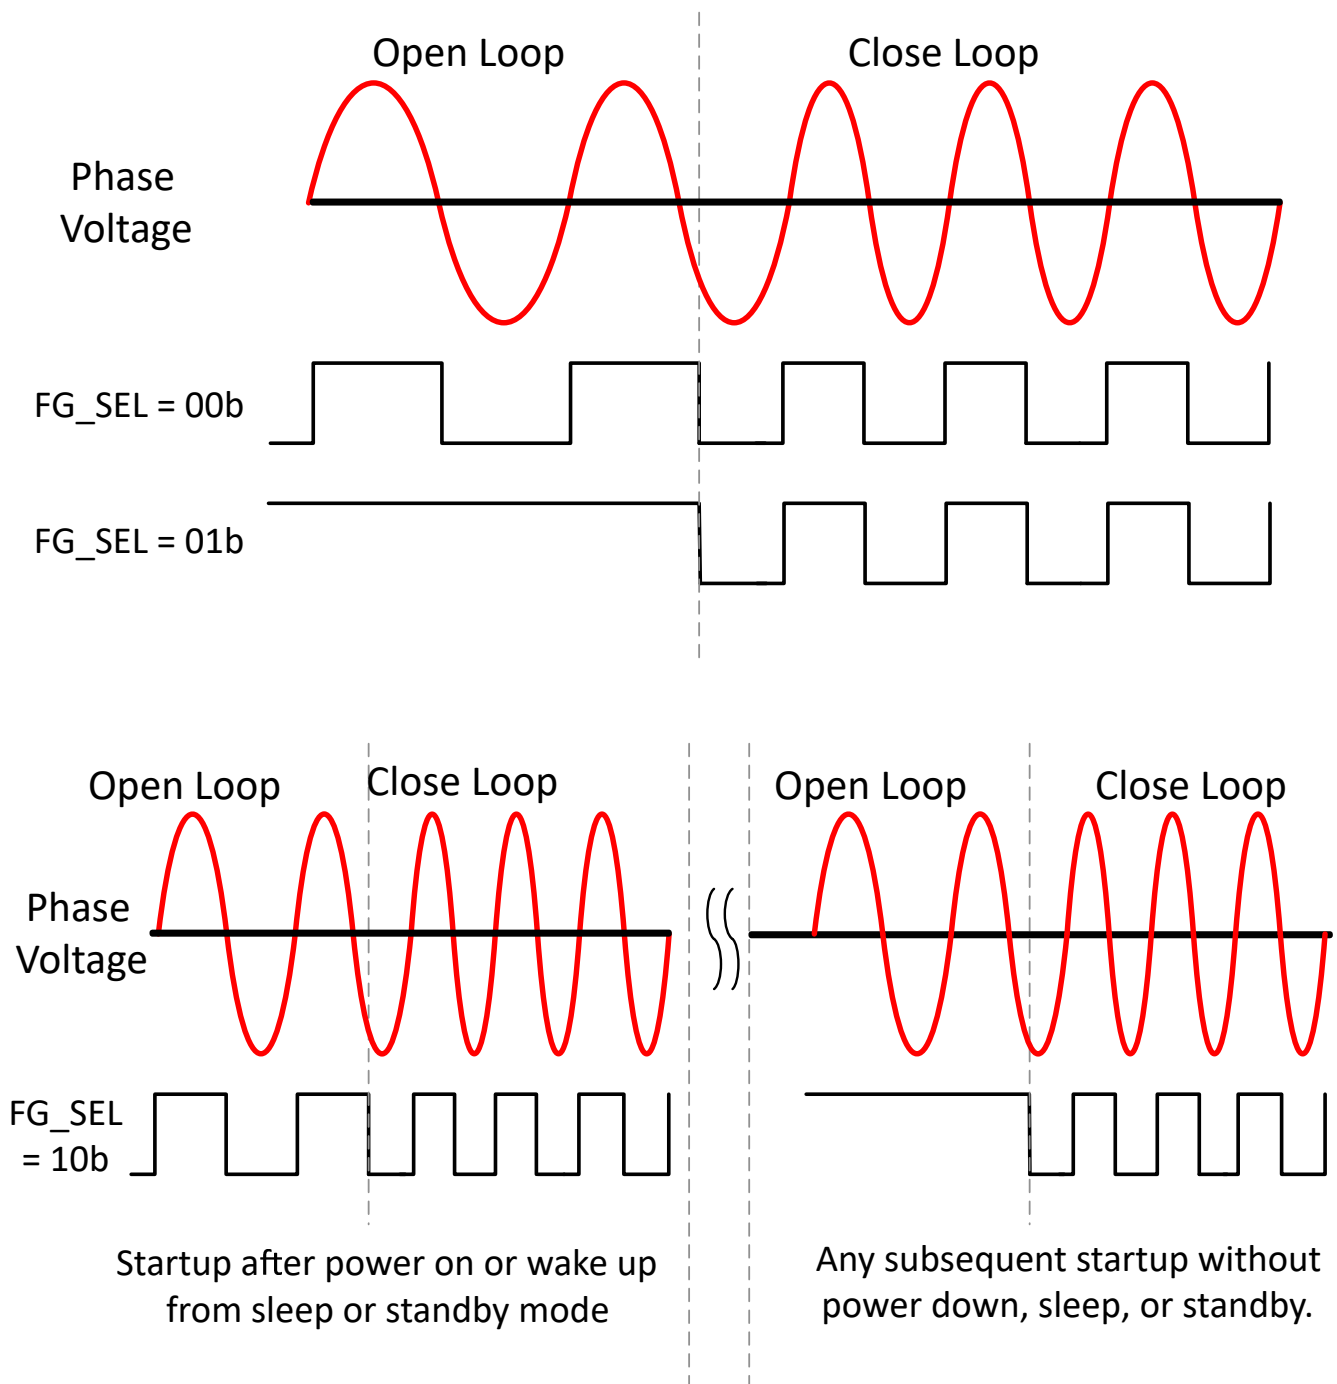 Open Loop
Close Loop
Phase
Voltage
FG_SEL = 00b
FG_SEL = 01b
Open Loop
Close Loop
Open Loop
Close Loop
Phase
Voltage
FG_SEL
= 10b
Startup after power on or wake up
from sleep or standby mode
Any subsequent startup without
power down, sleep, or standby.